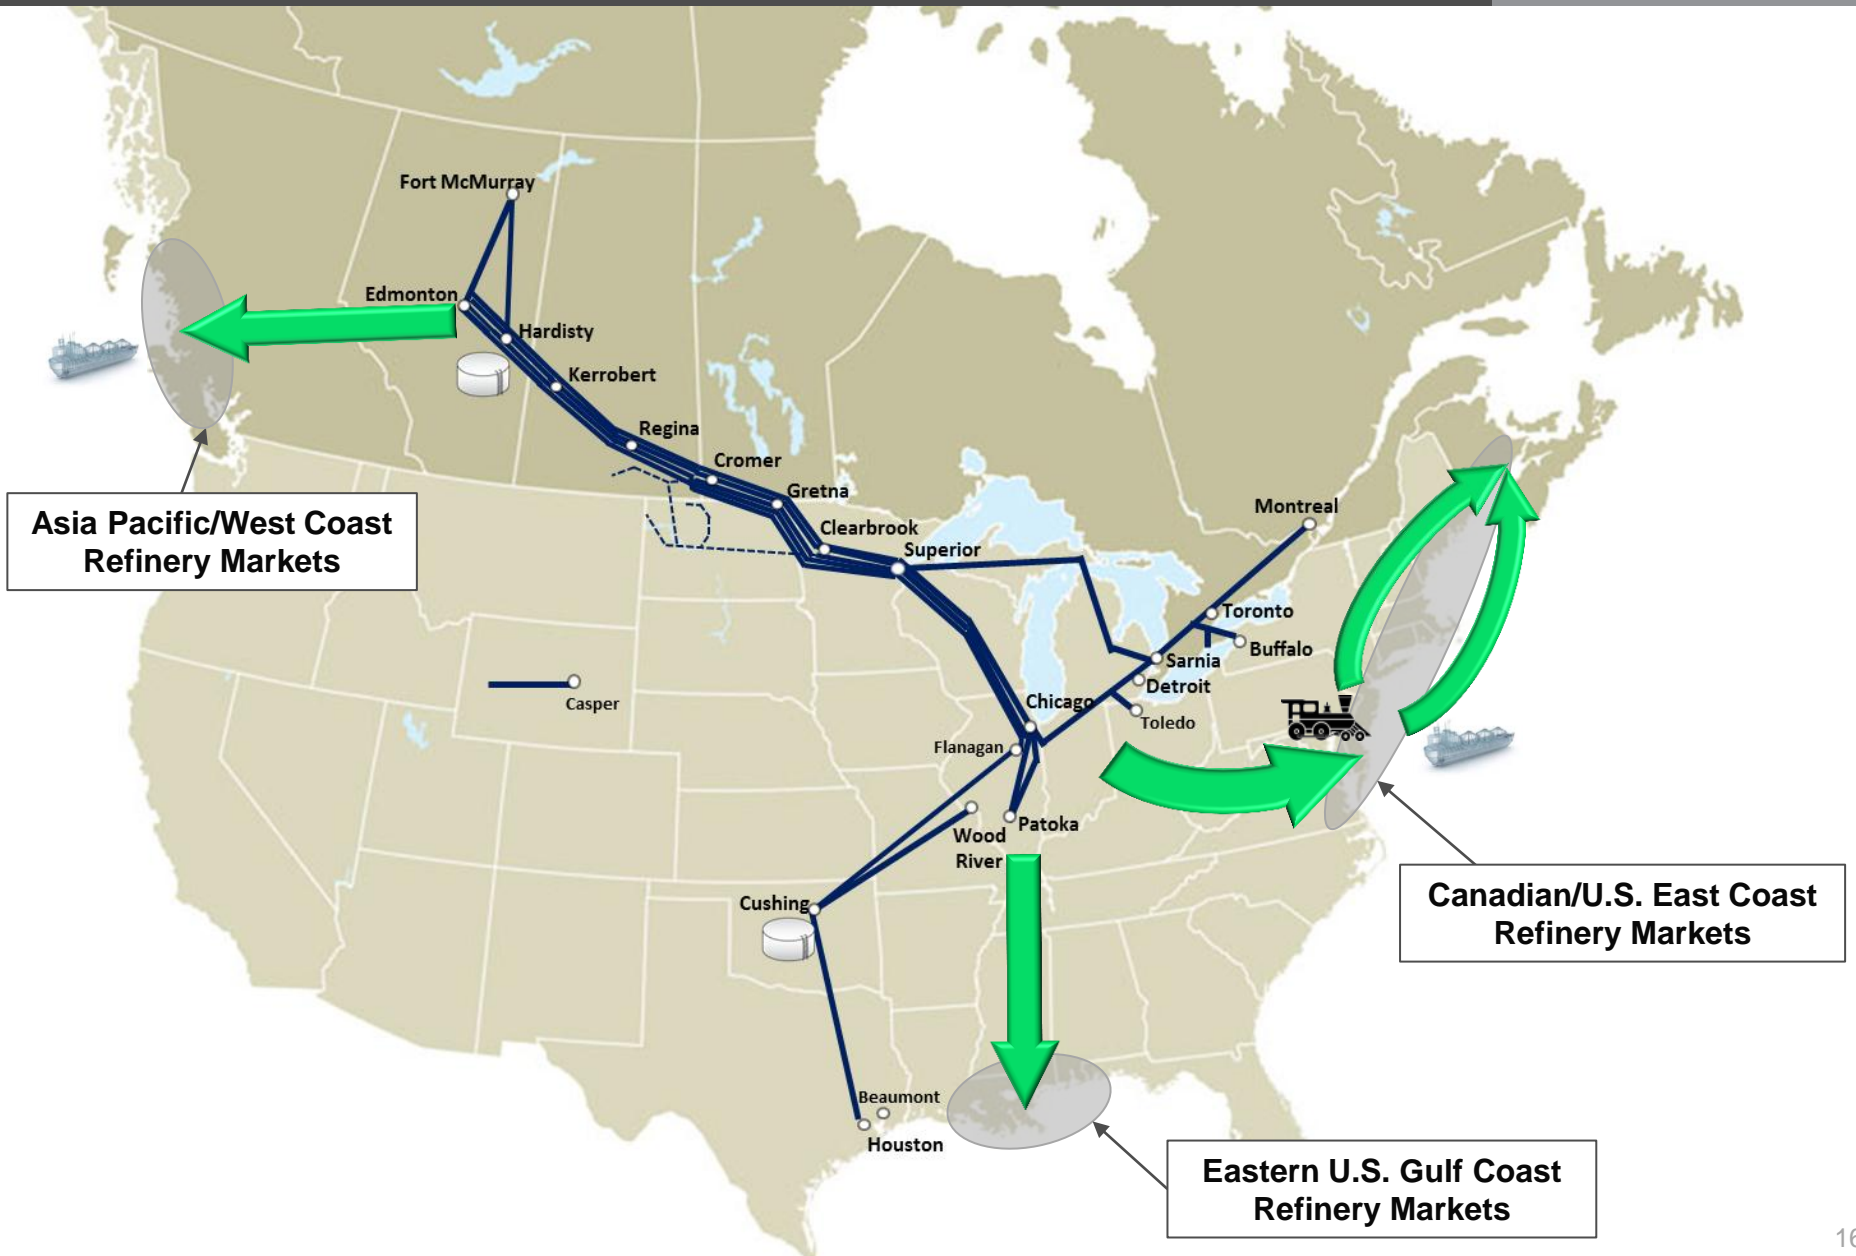 Fort McMurray
Edmonton
Hardisty
Kerrobert
Regina
Cromer
Gretna
Clearbrook
Superior
Montreal
Asia Pacific/West Coast
Refinery Markets
Toronto
Buffalo
Sarnia
Detroit
Casper
Chicago
Toledo
Flanagan
Patoka
Wood
River
Cushing
Canadian/U.S. East Coast
Refinery Markets
Beaumont
Houston
Eastern U.S. Gulf Coast
Refinery Markets
16